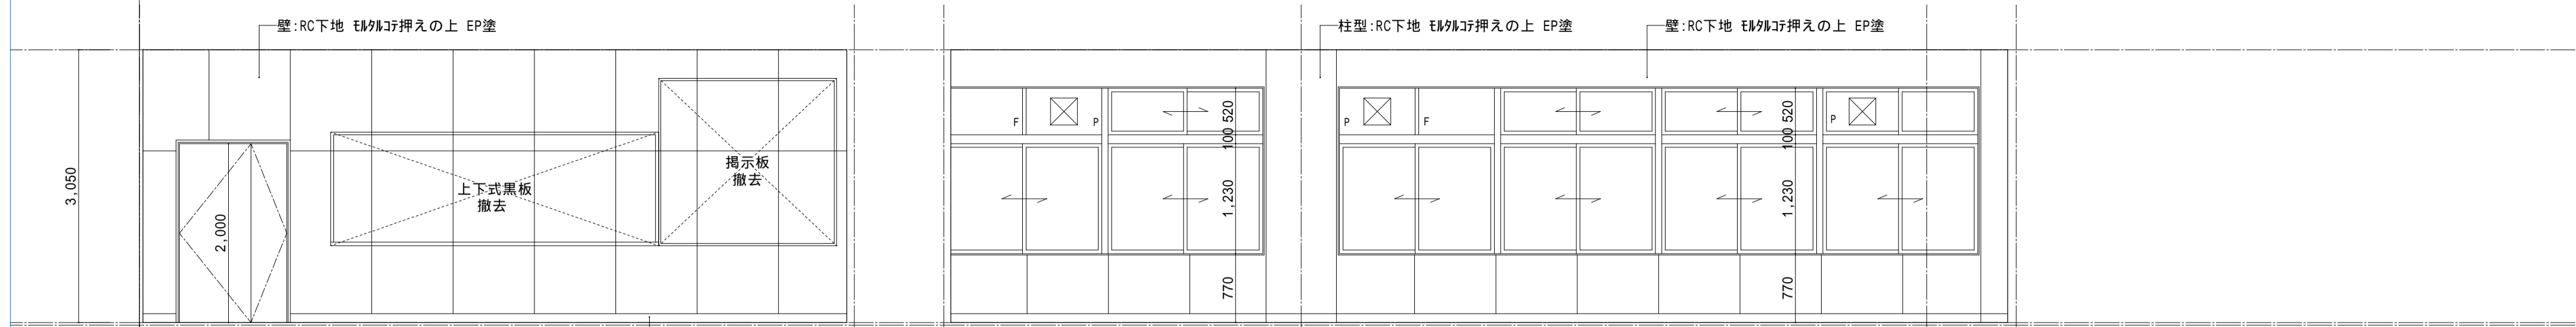 壁:RC下地 ﾓﾙﾀﾙｺﾃ押えの上 EP塗
柱型:RC下地 ﾓﾙﾀﾙｺﾃ押えの上 EP塗
壁:RC下地 ﾓﾙﾀﾙｺﾃ押えの上 EP塗
3,050
2,000
上下式黒板
撤去
掲示板
撤去
F
P
520
100
1,230
770
P
F
520
100
1,230
770
P